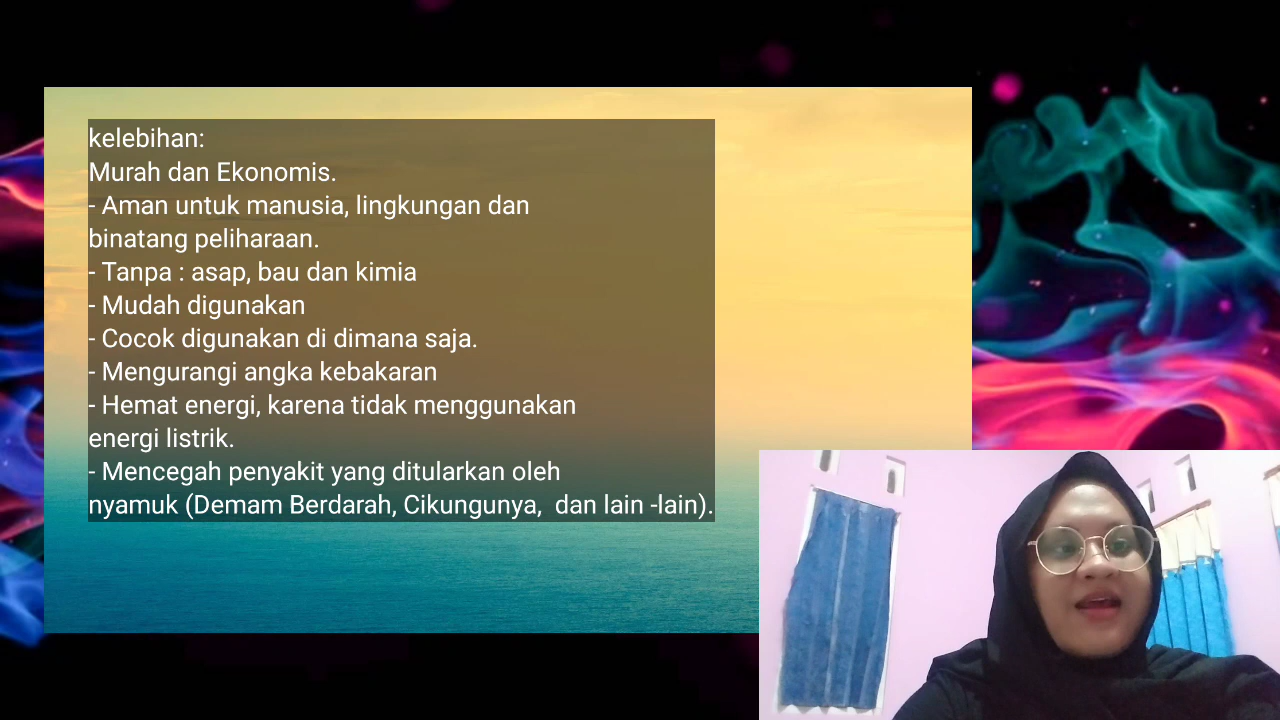 kelebihan:
Murah dan Ekonomis.
- Aman untuk manusia, lingkungan dan
binatang peliharaan.
- Tanpa : asap, bau dan kimia
- Mudah digunakan
- Cocok digunakan di dimana saja.
- Mengurangi angka kebakaran
- Hemat energi, karena tidak menggunakan
energi listrik.
- Mencegah penyakit yang ditularkan oleh
nyamuk (Demam Berdarah, Cikungunya,  dan lain -lain).